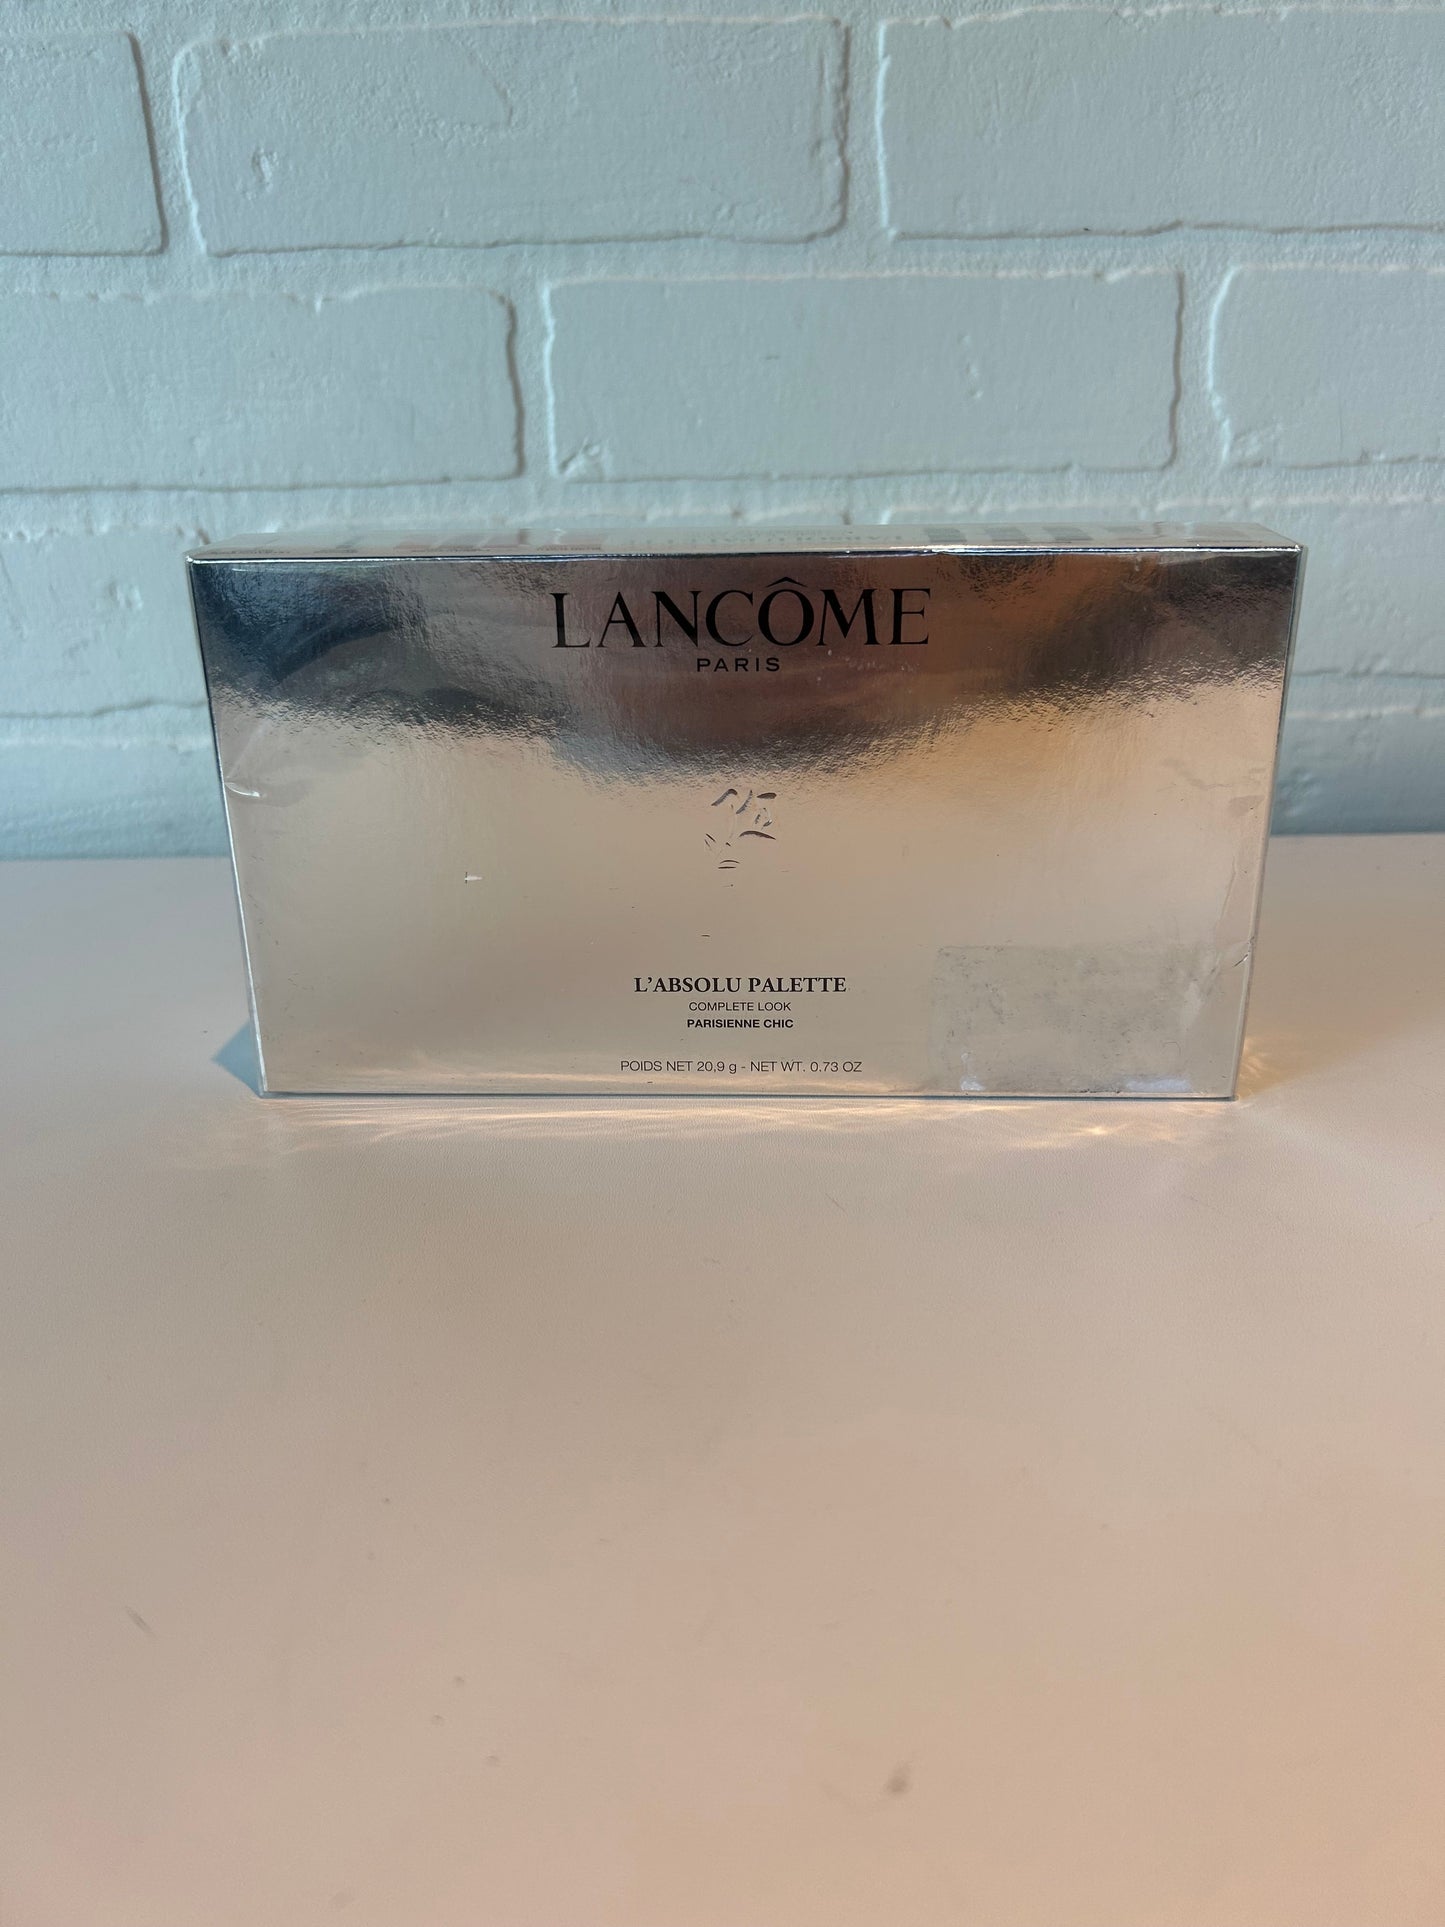 LANCÔME
PARIS
L'ABSOLU PALETTE
COMPLETE LOOK
PARISIENNE CHIC
POIDS NET 20,9 g - NET WT. 0.73 OZ